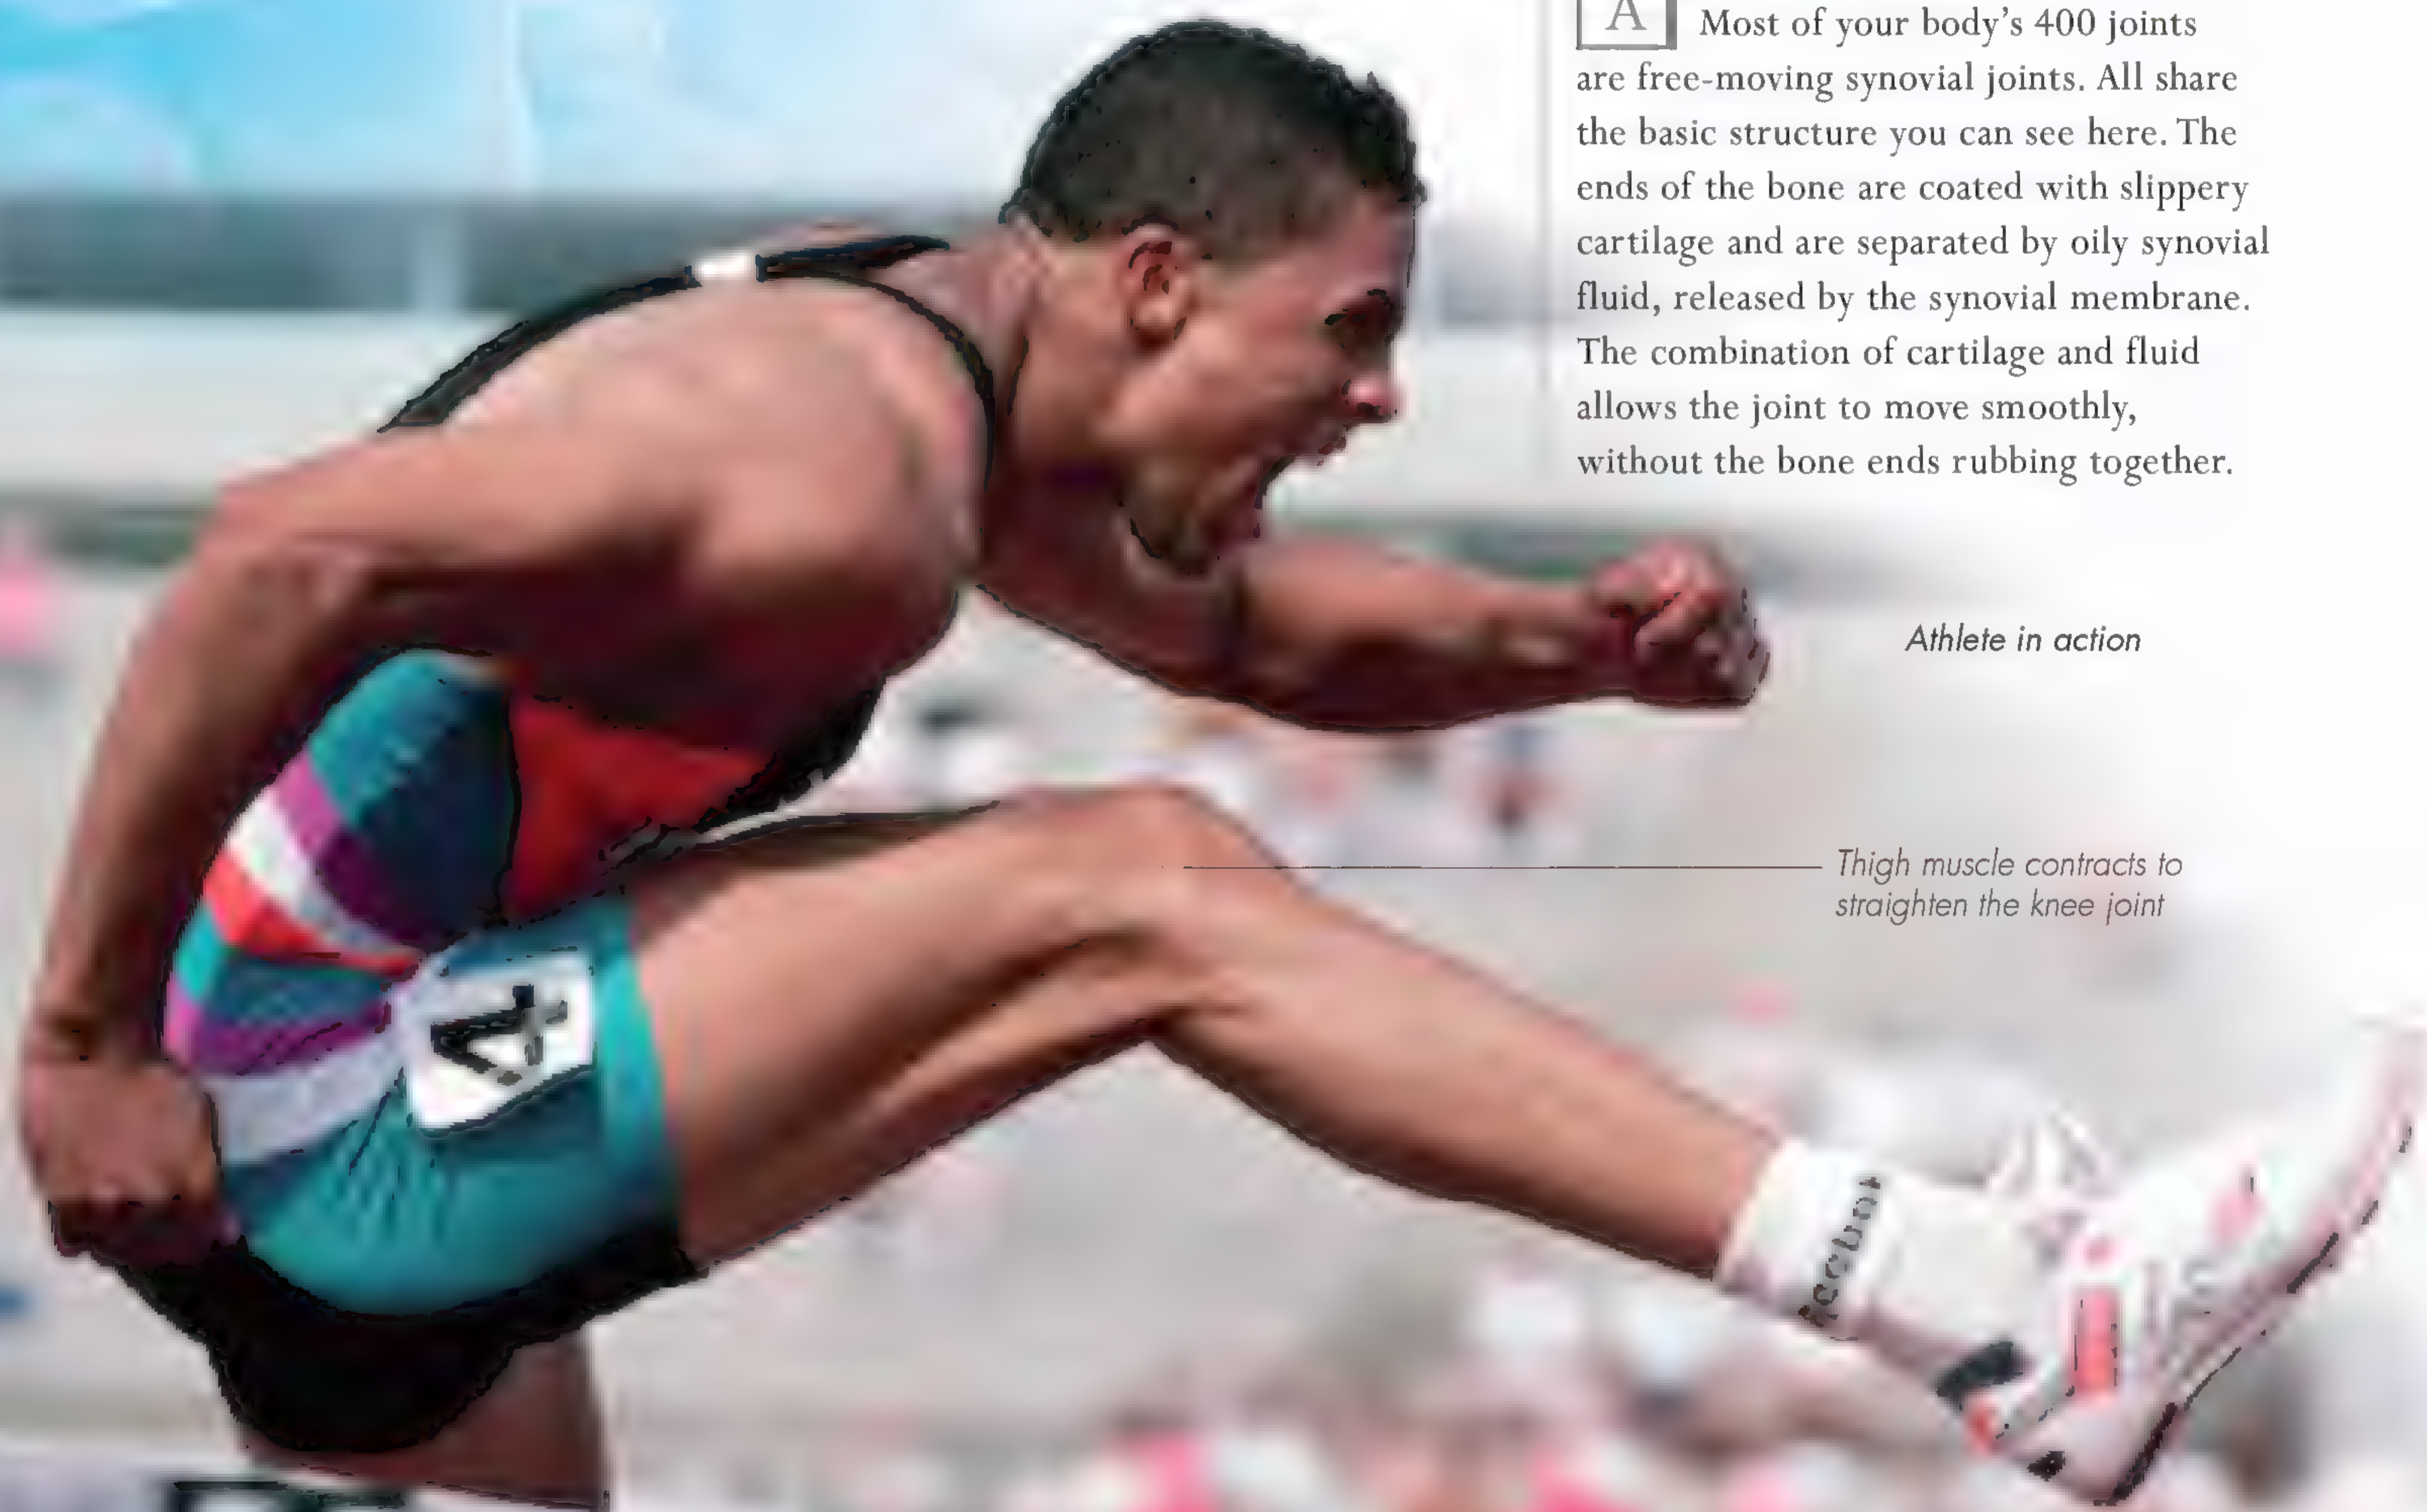 A Most of your body's 400 joints
are free-moving synovial joints. All share
the basic structure you can see here. The
ends of the bone are coated with slippery
cartilage and are separated by oily synovial
fluid, released by the synovial membrane.
The combination of cartilage and fluid
allows the joint to move smoothly,
without the bone ends rubbing together.
Athlete in action
Thigh muscle contracts to
straighten the knee joint
4